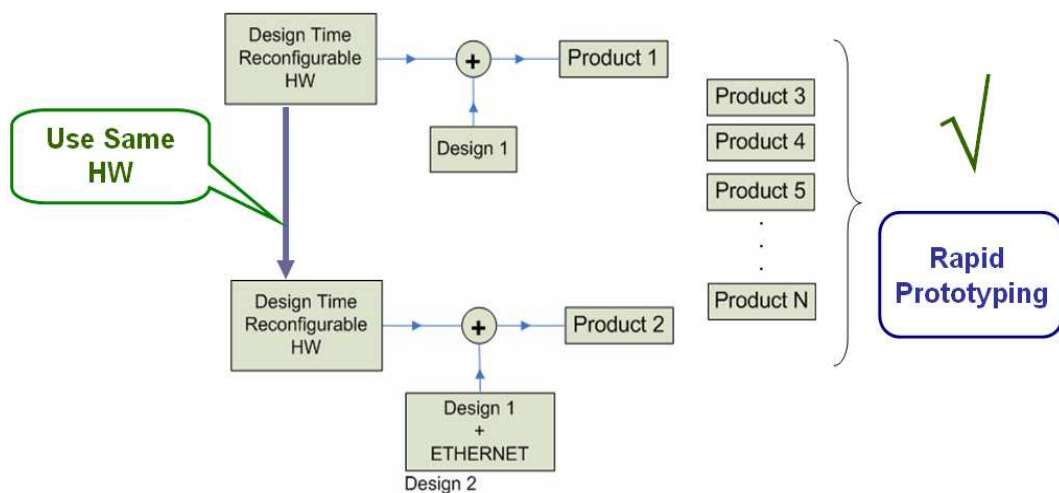 Design Time
Reconfigurable
HW
+
Product 1
Design 1
Use Same
HW
Design Time
Reconfigurable
HW
+
Product 2
Design 1
+
ETHERNET
Design 2
Product 3
Product 4
Product 5
.
.
.
Product N
√
Rapid
Prototyping